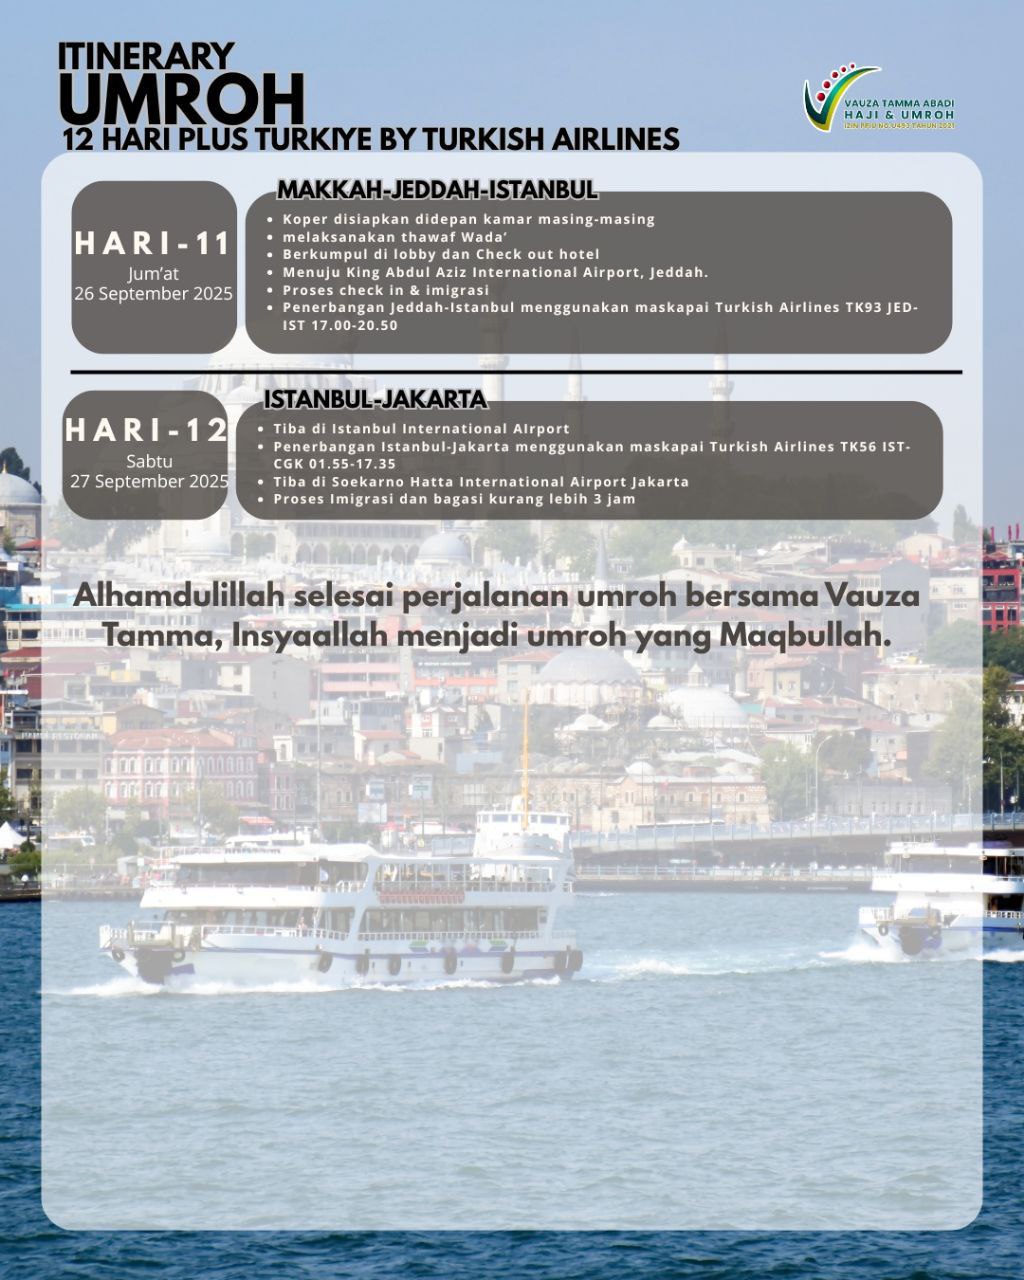 ITINERARY
UMROH
12 HARI PLUS TURKIYE BY TURKISH AIRLINES
VAUZA TAMMA ABADI
HAJI & UMROH
IZIN PPIU NO.U493 TAHUN 2021
MAKKAH-JEDDAH-ISTANBUL
HARI-11
Jum’at
26 September 2025
• Koper disiapkan didepan kamar masing-masing
• melaksanakan thawaf Wada’
• Berkumpul di lobby dan Check out hotel
• Menuju King Abdul Aziz International Airport, Jeddah.
• Proses check in & imigrasi
• Penerbangan Jeddah-Istanbul menggunakan maskapai Turkish Airlines TK93 JED-
IST 17.00-20.50
ISTANBUL-JAKARTA
HARI-12
Sabtu
27 September 2025
• Tiba di Istanbul International AIrport
• Penerbangan Istanbul-Jakarta menggunakan maskapai Turkish Airlines TK56 IST-
CGK 01.55-17.35
• Tiba di Soekarno Hatta International Airport Jakarta
• Proses Imigrasi dan bagasi kurang lebih 3 jam
Alhamdulillah selesai perjalanan umroh bersama Vauza
Tamma, Insyaallah menjadi umroh yang Maqbullah.